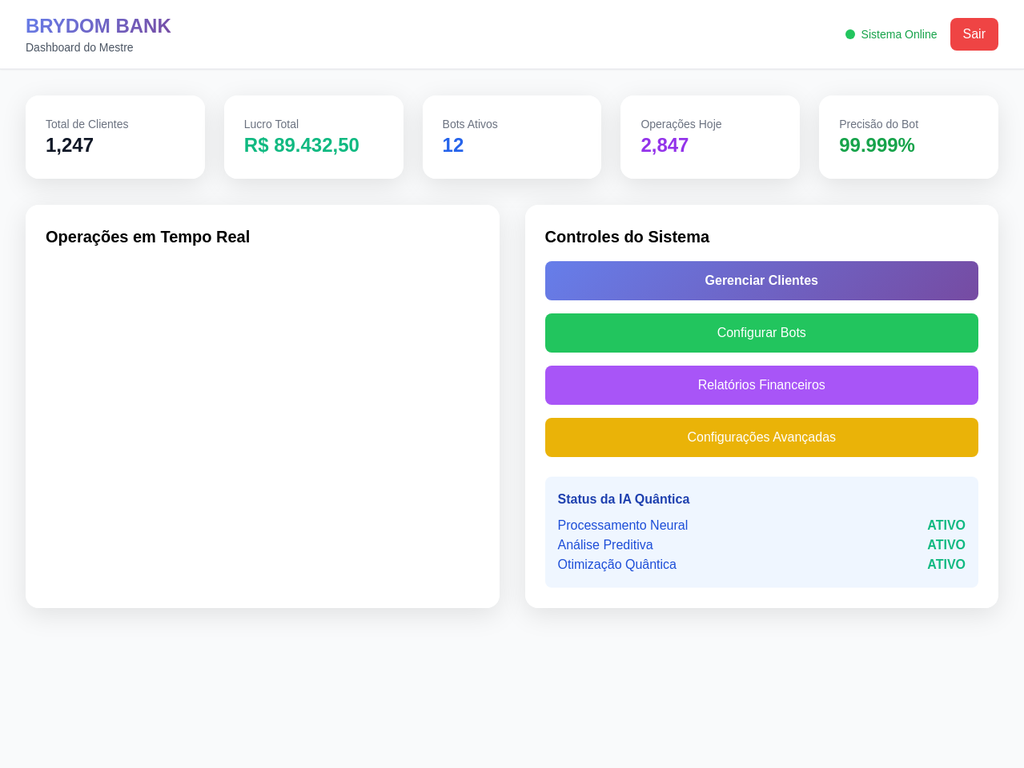 BRYDOM BANK
Dashboard do Mestre
Sistema Online
Sair
Total de Clientes
1,247
Lucro Total
R$ 89.432,50
Bots Ativos
12
Operações Hoje
2,847
Precisão do Bot
99.999%
Operações em Tempo Real
Controles do Sistema
Gerenciar Clientes
Configurar Bots
Relatórios Financeiros
Configurações Avançadas
Status da IA Quântica
Processamento Neural ATIVO
Análise Preditiva ATIVO
Otimização Quântica ATIVO